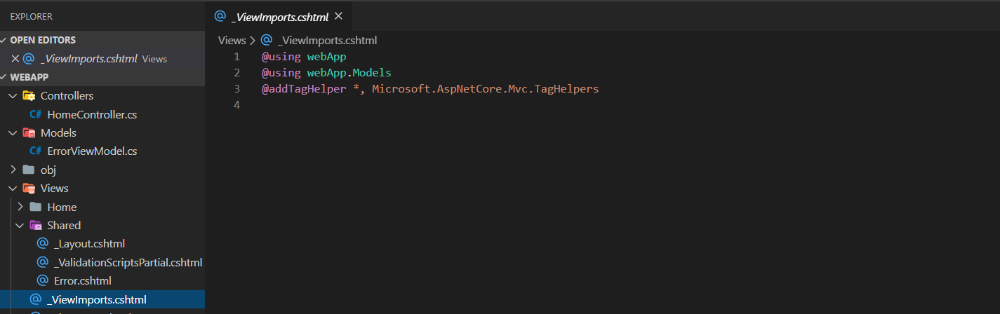 EXPLORER
OPEN EDITORS
_ViewImports.cshtml Views
WEBAPP
Controllers
C# HomeController.cs
Models
C# ErrorViewModel.cs
obj
Views
Home
Shared
@ _Layout.cshtml
@ _ValidationScriptsPartial.cshtml
@ Error.cshtml
@ _ViewImports.cshtml
@ _ViewImports.cshtml
Views > @ _ViewImports.cshtml
1 @using webApp
2 @using webApp.Models
3 @addTagHelper *, Microsoft.AspNetCore.Mvc.TagHelpers
4